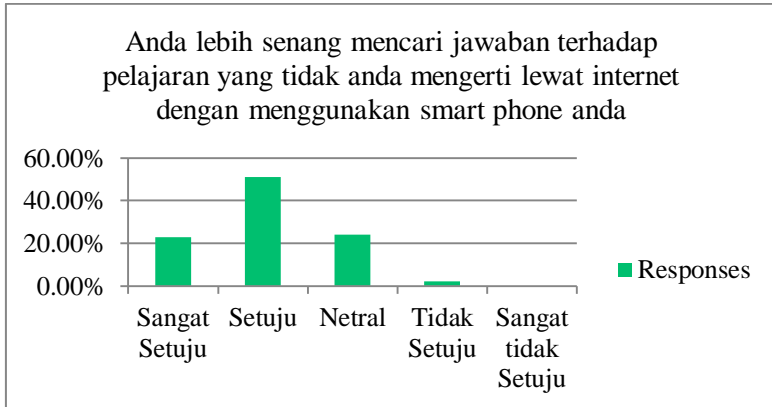 Anda lebih senang mencari jawaban terhadap
pelajaran yang tidak anda mengerti lewat internet
dengan menggunakan smart phone anda
60.00%
40.00%
20.00%
0.00%
Sangat Setuju
Setuju
Netral
Tidak Setuju
Sangat tidak Setuju
Responses